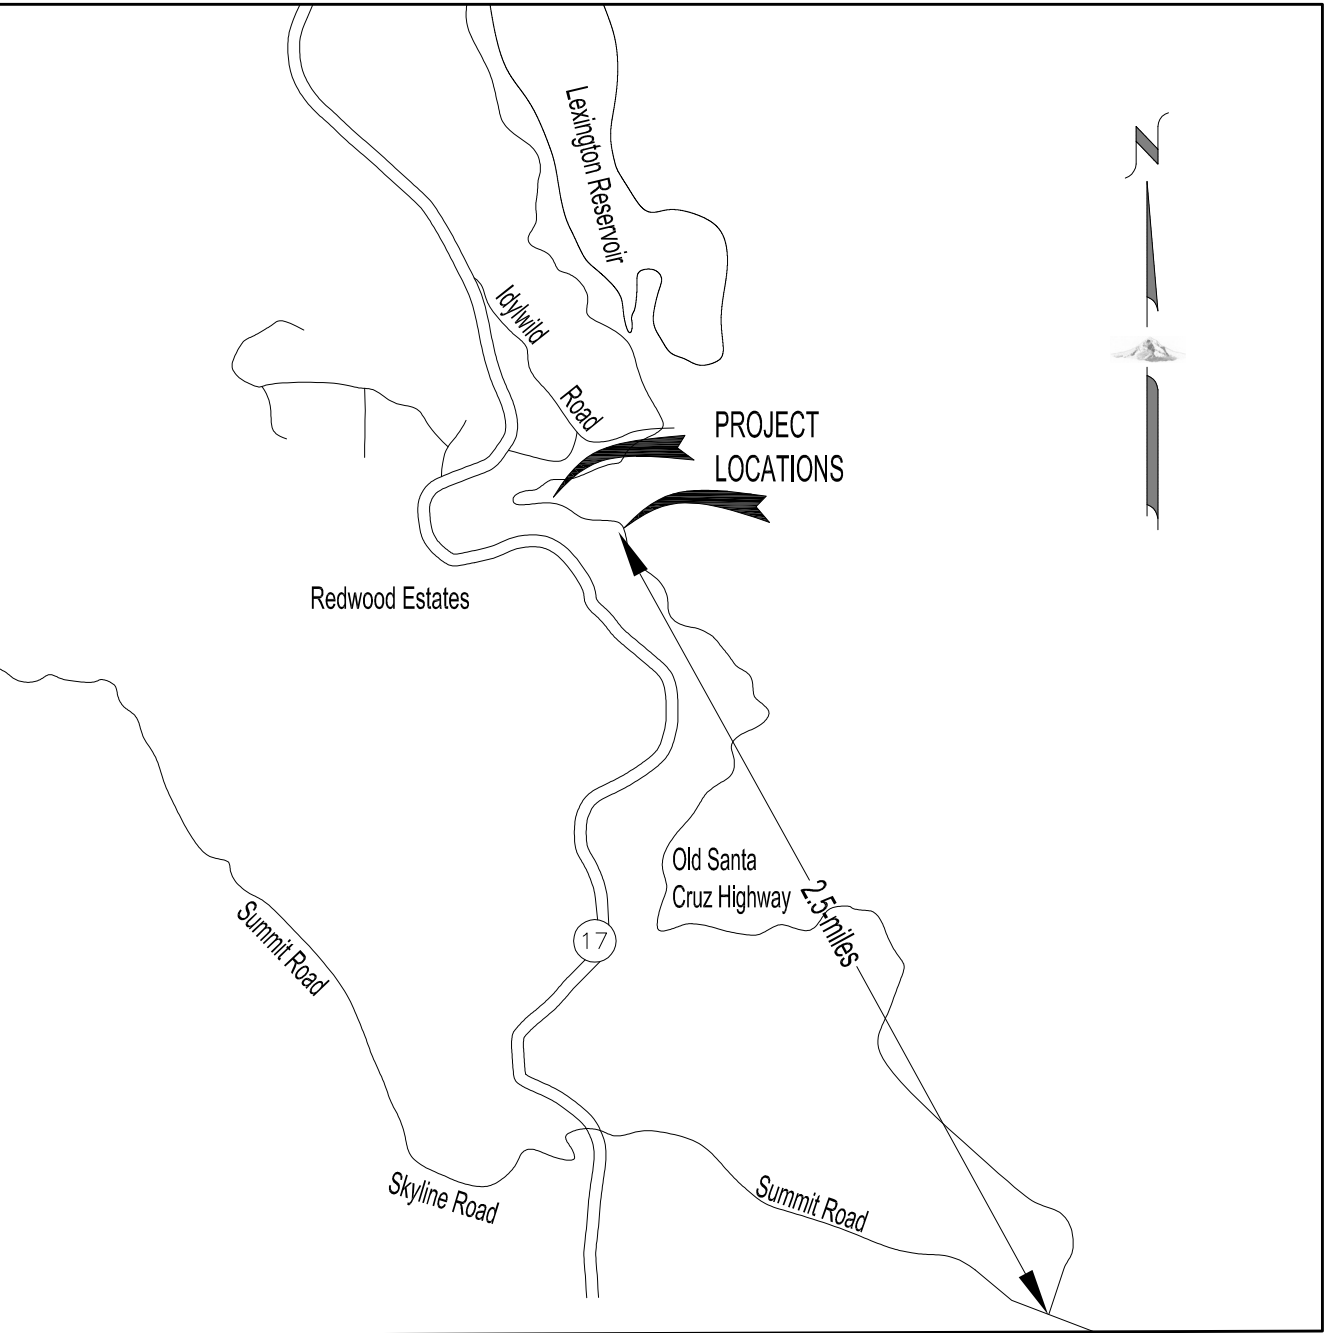 Lexington Reservoir
N
Idylwild
Road
PROJECT
LOCATIONS
Redwood Estates
Old Santa
Cruz Highway
2.5-miles
Summit Road
17
Skyline Road
Summit Road